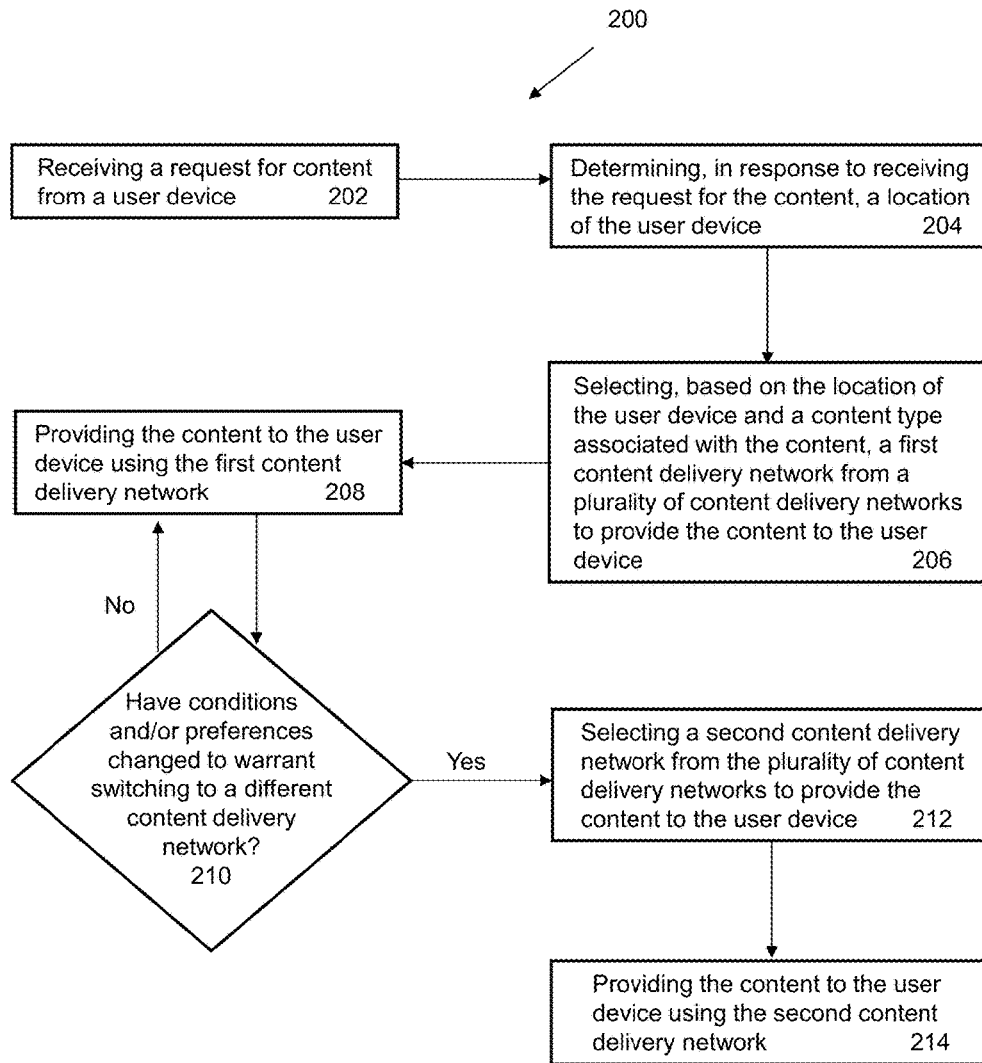 200
Receiving a request for content
from a user device 202
Determining, in response to receiving
the request for the content, a location
of the user device 204
Selecting, based on the location of
the user device and a content type
associated with the content, a first
content delivery network from a
plurality of content delivery networks
to provide the content to the user
device 206
Providing the content to the user
device using the first content
delivery network 208
No
Have conditions
and/or preferences
changed to warrant
switching to a different
content delivery
network?
210
Yes
Selecting a second content delivery
network from the plurality of content
delivery networks to provide the
content to the user device 212
Providing the content to the user
device using the second content
delivery network 214